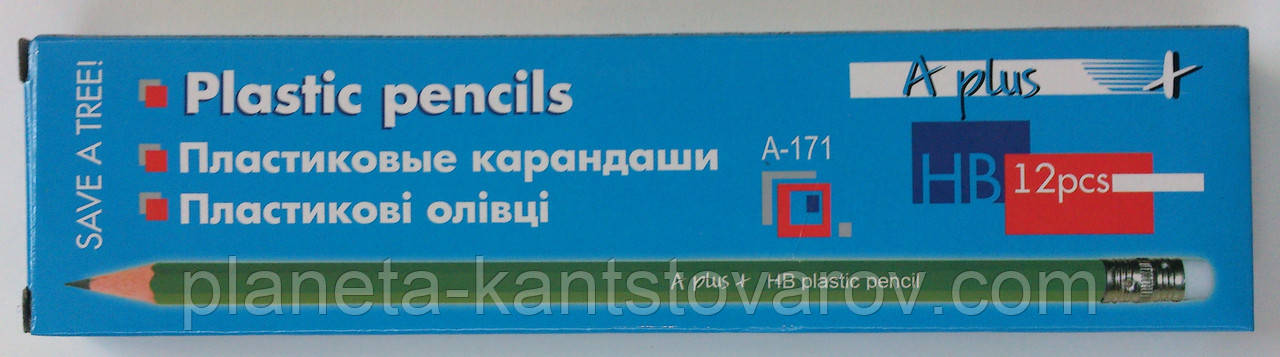 SAVE A TREE!
Plastic pencils
Пластиковые карандаши
Пластикові олівці
A-171
A plus +
HB
12pcs
A plus + HB plastic pencil
planeta-kantstovarov.com